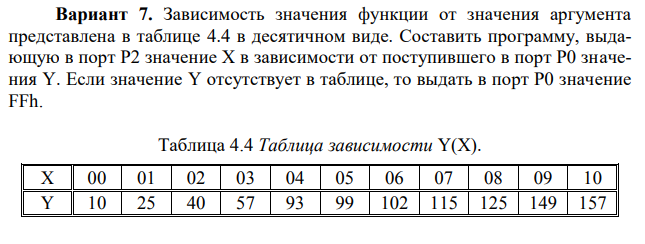 Вариант 7. Зависимость значения функции от значения аргумента
представлена в таблице 4.4 в десятичном виде. Составить программу, выда-
ющую в порт P2 значение X в зависимости от поступившего в порт P0 значе-
ния Y. Если значение Y отсутствует в таблице, то выдать в порт P0 значение
FFh.
Таблица 4.4 Таблица зависимости Y(X).
X 00 01 02 03 04 05 06 07 08 09 10
Y 10 25 40 57 93 99 102 115 125 149 157